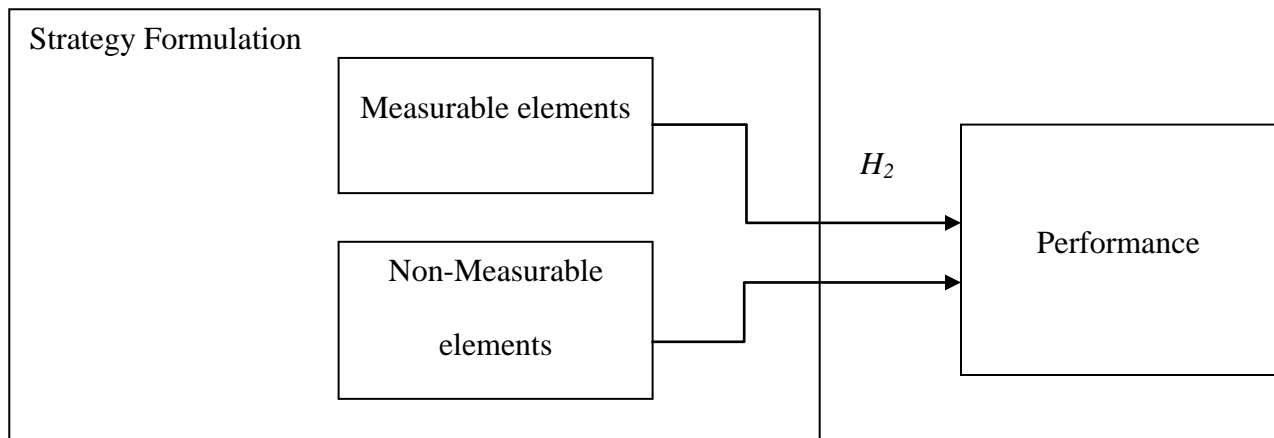 Strategy Formulation
Measurable elements
H2
Performance
Non-Measurable
elements